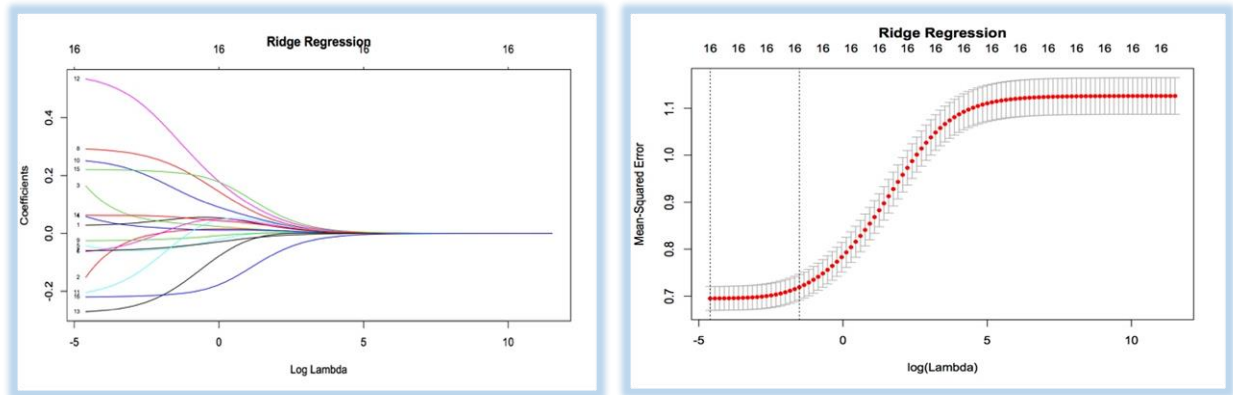 Ridge Regression
16 16 16 16
12
8
10
15
3
14
1
9
2
11
16
13
0.4
0.2
0.0
-0.2
Coefficients
-5 0 5 10
Log Lambda
Ridge Regression
16 16 16 16 16 16 16 16 16 16 16 16 16 16 16 16 16
1.1
1.0
0.9
0.8
0.7
Mean-Squared Error
-5 0 5 10
log(Lambda)